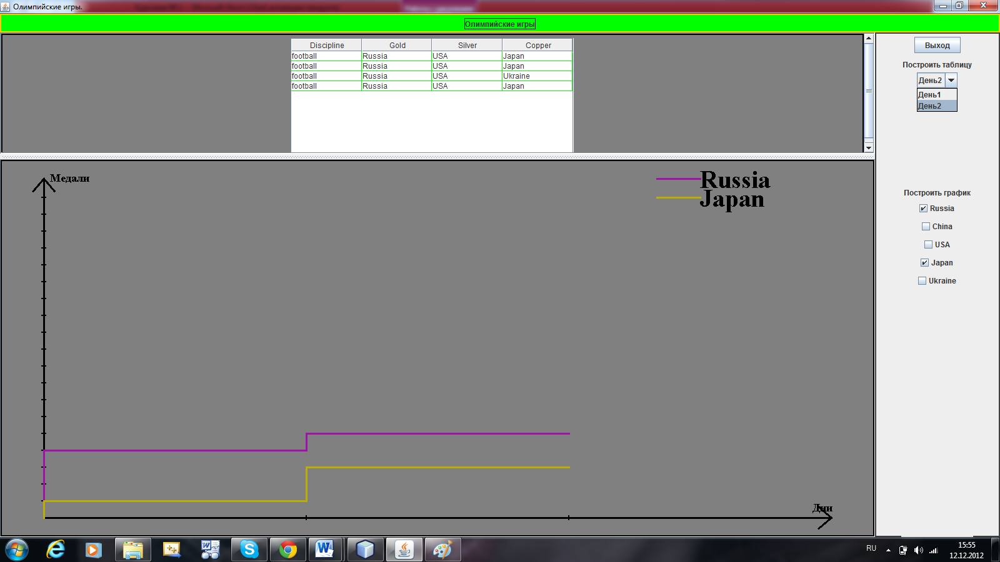 Олимпийские игры.
Олимпийские игры
Discipline Gold Silver Copper
football Russia USA Japan
football Russia USA Japan
football Russia USA Ukraine
football Russia USA Japan
Выход
Построить таблицу
День2
День1
День2
Медали
Russia
Japan
Дни
Построить график
Russia
China
USA
Japan
Ukraine
RU
15:55
12.12.2012